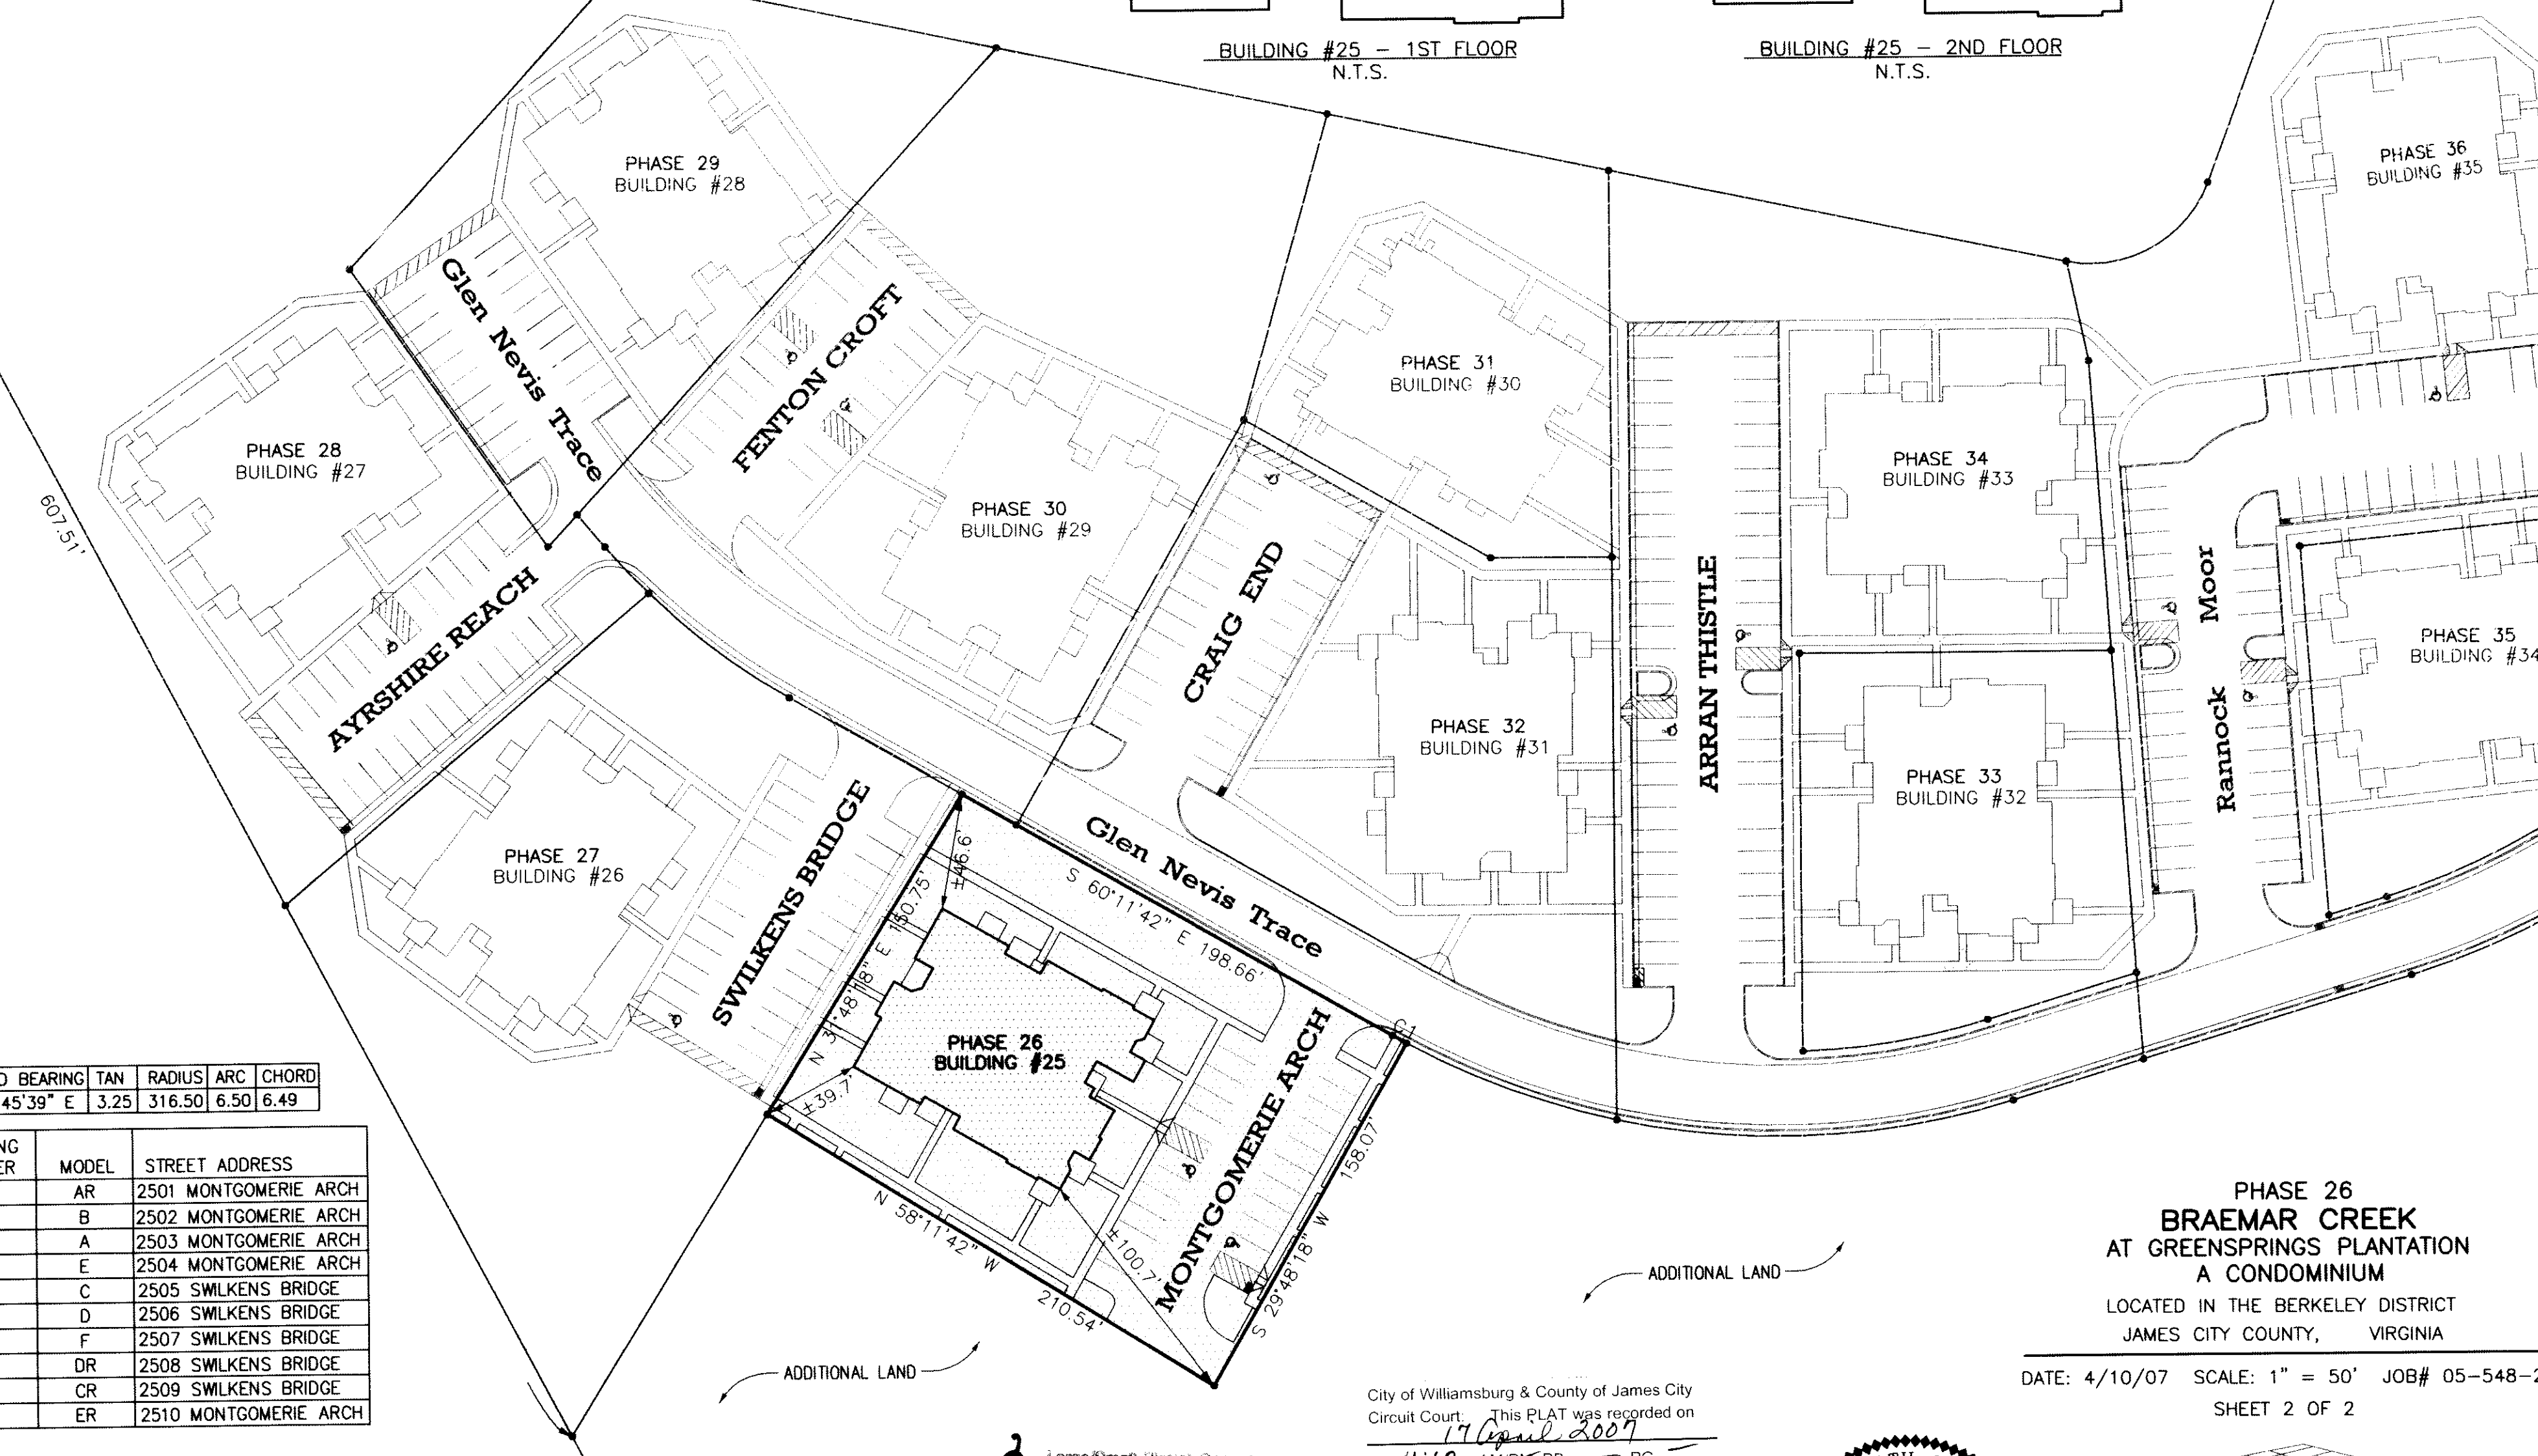 BUILDING #25 - 1ST FLOOR
N.T.S.
BUILDING #25 - 2ND FLOOR
N.T.S.
PHASE 29
BUILDING #28
PHASE 36
BUILDING #35
Glen Nevis Trace
FENTON CROFT
PHASE 31
BUILDING #30
PHASE 28
BUILDING #27
PHASE 34
BUILDING #33
607.51'
PHASE 30
BUILDING #29
CRAIG END
ARRAN THISTLE
Rannock Moor
PHASE 35
BUILDING #34
AYRSHIRE REACH
PHASE 32
BUILDING #31
PHASE 33
BUILDING #32
PHASE 27
BUILDING #26
SWILKENS BRIDGE
Glen Nevis Trace
±46.6'
S 60°11'42" E 198.66'
N 31°48'18" E 150.75'
C1
PHASE 26
BUILDING #25
±39.7'
MONTGOMERIE ARCH
158.07'
S 29°48'18" W
N 58°11'42" W
210.54'
±100.7'
BEARING TAN RADIUS ARC CHORD
45'39" E 3.25 316.50 6.50 6.49
MODEL STREET ADDRESS
AR 2501 MONTGOMERIE ARCH
B 2502 MONTGOMERIE ARCH
A 2503 MONTGOMERIE ARCH
E 2504 MONTGOMERIE ARCH
C 2505 SWILKENS BRIDGE
D 2506 SWILKENS BRIDGE
F 2507 SWILKENS BRIDGE
DR 2508 SWILKENS BRIDGE
CR 2509 SWILKENS BRIDGE
ER 2510 MONTGOMERIE ARCH
ADDITIONAL LAND
ADDITIONAL LAND
PHASE 26
BRAEMAR CREEK
AT GREENSPRINGS PLANTATION
A CONDOMINIUM
LOCATED IN THE BERKELEY DISTRICT
JAMES CITY COUNTY, VIRGINIA
DATE: 4/10/07 SCALE: 1" = 50' JOB# 05-548-2
SHEET 2 OF 2
City of Williamsburg & County of James City
Circuit Court: This PLAT was recorded on
17 April 2007